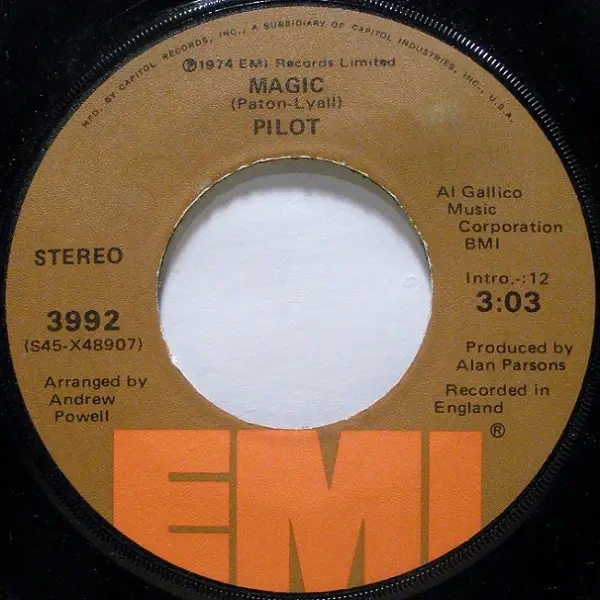 MFD. BY CAPITOL RECORDS, INC., A SUBSIDIARY OF CAPITOL INDUSTRIES, INC., U.S.A.
℗1974 EMI Records Limited
MAGIC
(Paton-Lyall)
PILOT
Al Gallico
Music
Corporation
BMI
STEREO
Intro.-:12
3:03
3992
(S45-X48907)
Produced by
Alan Parsons
Arranged by
Andrew
Powell
Recorded in
England
EMI®